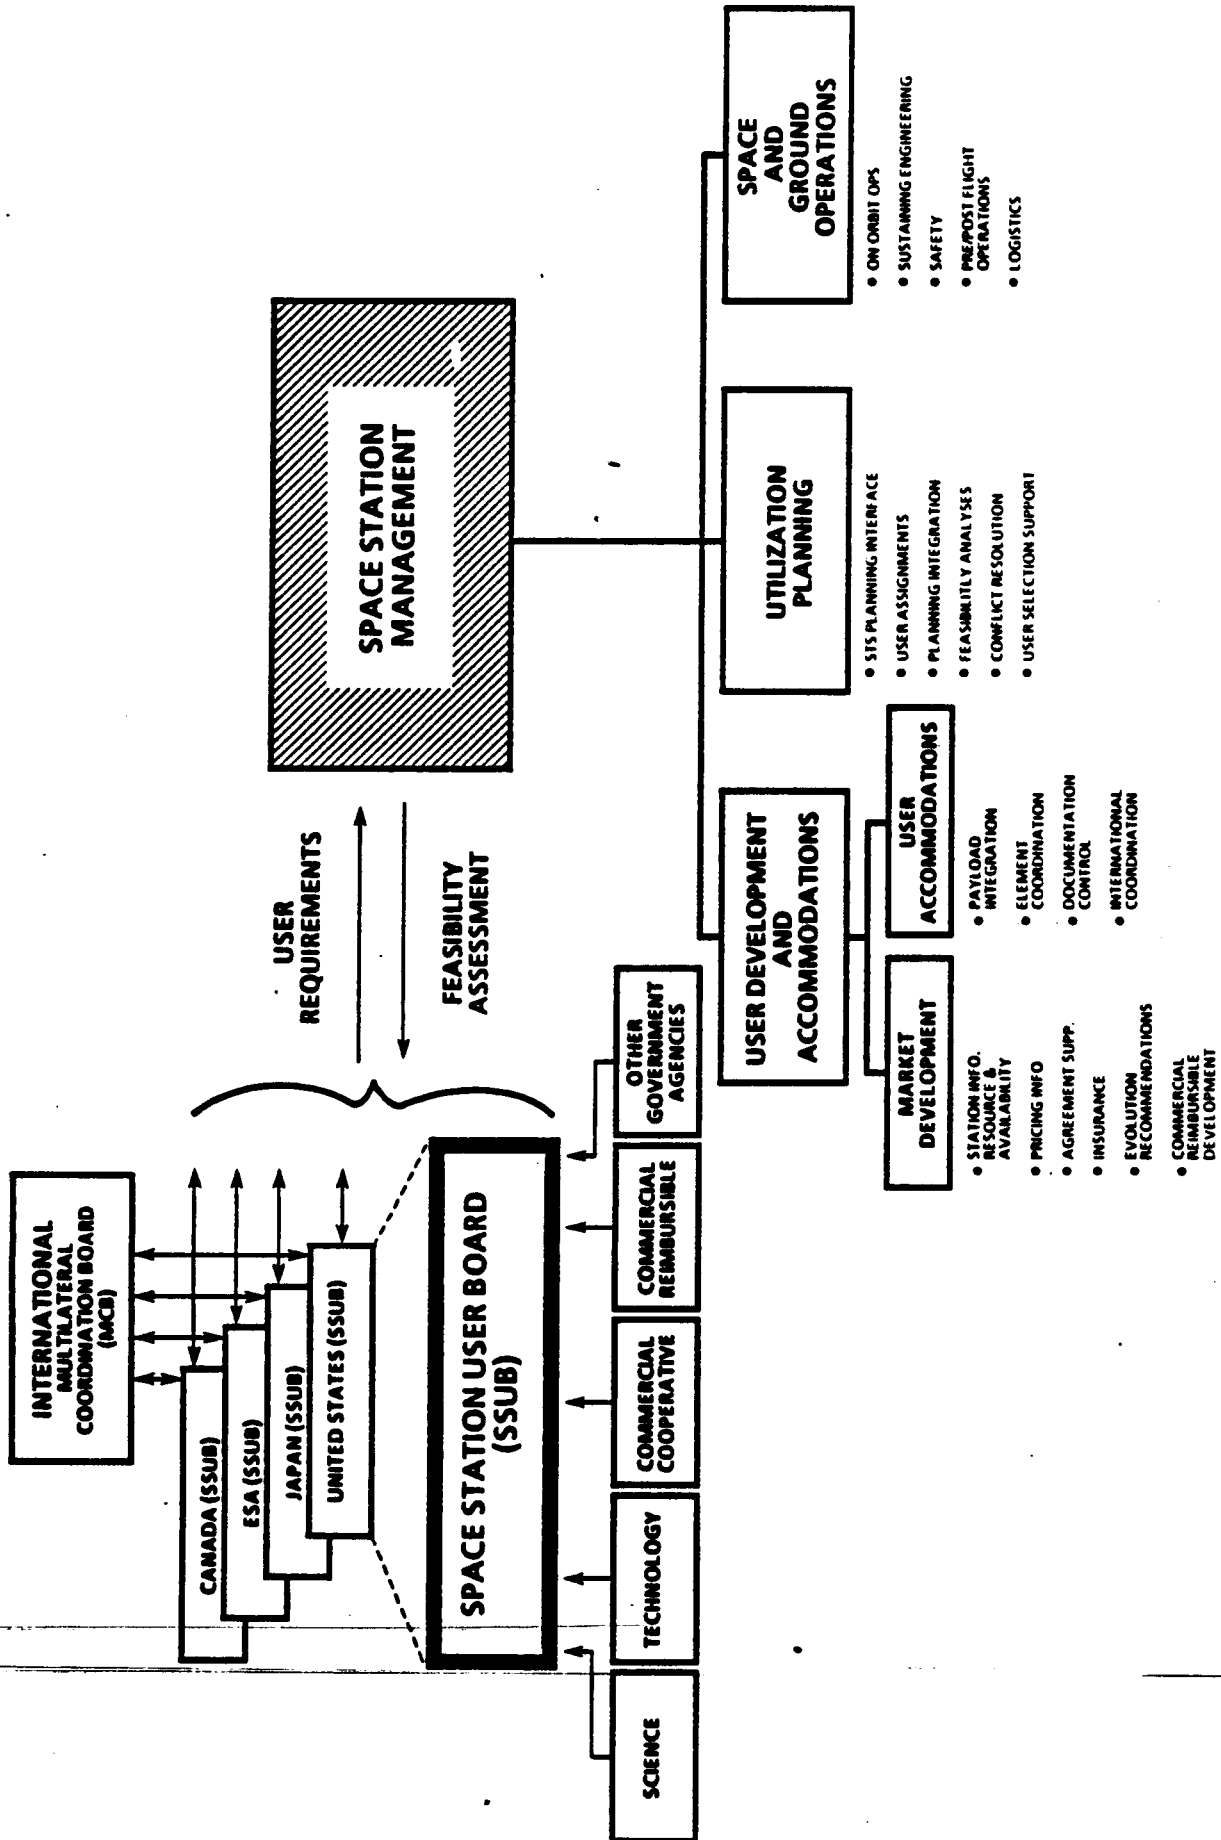 INTERNATIONAL
MULTILATERAL
COORDINATION BOARD
(MCB)
CANADA (SSUB)
ESA (SSUB)
JAPAN (SSUB)
UNITED STATES (SSUB)
SPACE STATION USER BOARD
(SSUB)
SCIENCE
TECHNOLOGY
COMMERCIAL
COOPERATIVE
COMMERCIAL
REIMBURSIBLE
OTHER
GOVERNMENT
AGENCIES
USER
REQUIREMENTS
FEASIBILITY
ASSESSMENT
SPACE STATION
MANAGEMENT
USER DEVELOPMENT
AND
ACCOMMODATIONS
MARKET
DEVELOPMENT
• STATION INFO.
RESOURCE &
AVAILABILITY
• PRICING INFO
• AGREEMENT SUPP.
• INSURANCE
• EVOLUTION
RECOMMENDATIONS
• COMMERCIAL
REIMBURSIBLE
DEVELOPMENT
USER
ACCOMMODATIONS
• PAYLOAD
INTEGRATION
• ELEMENT
COORDINATION
• DOCUMENTATION
CONTROL
• INTERNATIONAL
COORDINATION
UTILIZATION
PLANNING
• STS PLANNING INTERFACE
• USER ASSIGNMENTS
• PLANNING INTEGRATION
• FEASIBILITLY ANALYSES
• CONFLICT RESOLUTION
• USER SELECTION SUPPORT
SPACE
AND
GROUND
OPERATIONS
• ON ORBIT OPS
• SUSTAINING ENGINEERING
• SAFETY
• PRE/POST FLIGHT
OPERATIONS
• LOGISTICS